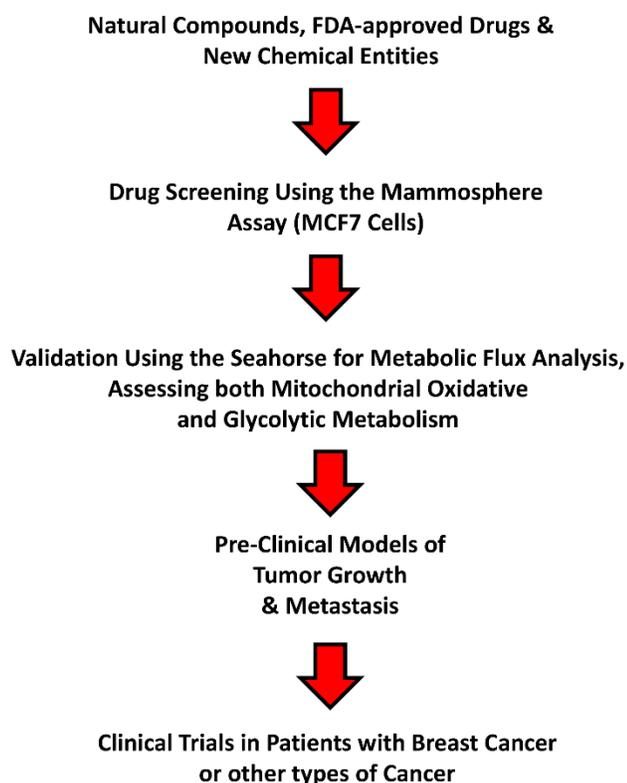 Natural Compounds, FDA-approved Drugs &
New Chemical Entities
Drug Screening Using the Mammosphere
Assay (MCF7 Cells)
Validation Using the Seahorse for Metabolic Flux Analysis,
Assessing both Mitochondrial Oxidative
and Glycolytic Metabolism
Pre-Clinical Models of
Tumor Growth
& Metastasis
Clinical Trials in Patients with Breast Cancer
or other types of Cancer